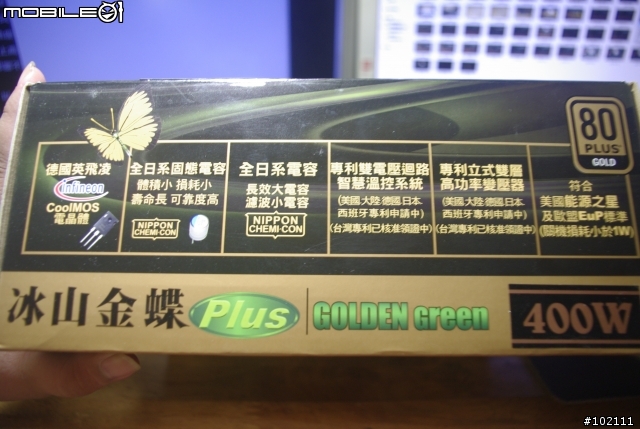 MOBILE01
80
PLUS
GOLD
德國英飛凌
infineon
CoolMOS
電晶體
全日系固態電容
體積小 損耗小
壽命長 可靠度高
NIPPON
CHEMI-CON
全日系電容
長效大電容
濾波小電容
NIPPON
CHEMI-CON
專利雙電壓迴路
智慧溫控系統
(美國.大陸.德國.日本.
西班牙專利申請中)
(台灣專利已核准領證中)
專利立式雙層
高功率變壓器
(美國.大陸.德國.日本.
西班牙專利申請中)
(台灣專利已核准領證中)
符合
美國能源之星
及歐盟EuP標準
(關機損耗小於1W)
冰山金蝶 Plus GOLDEN green 400W
#102111